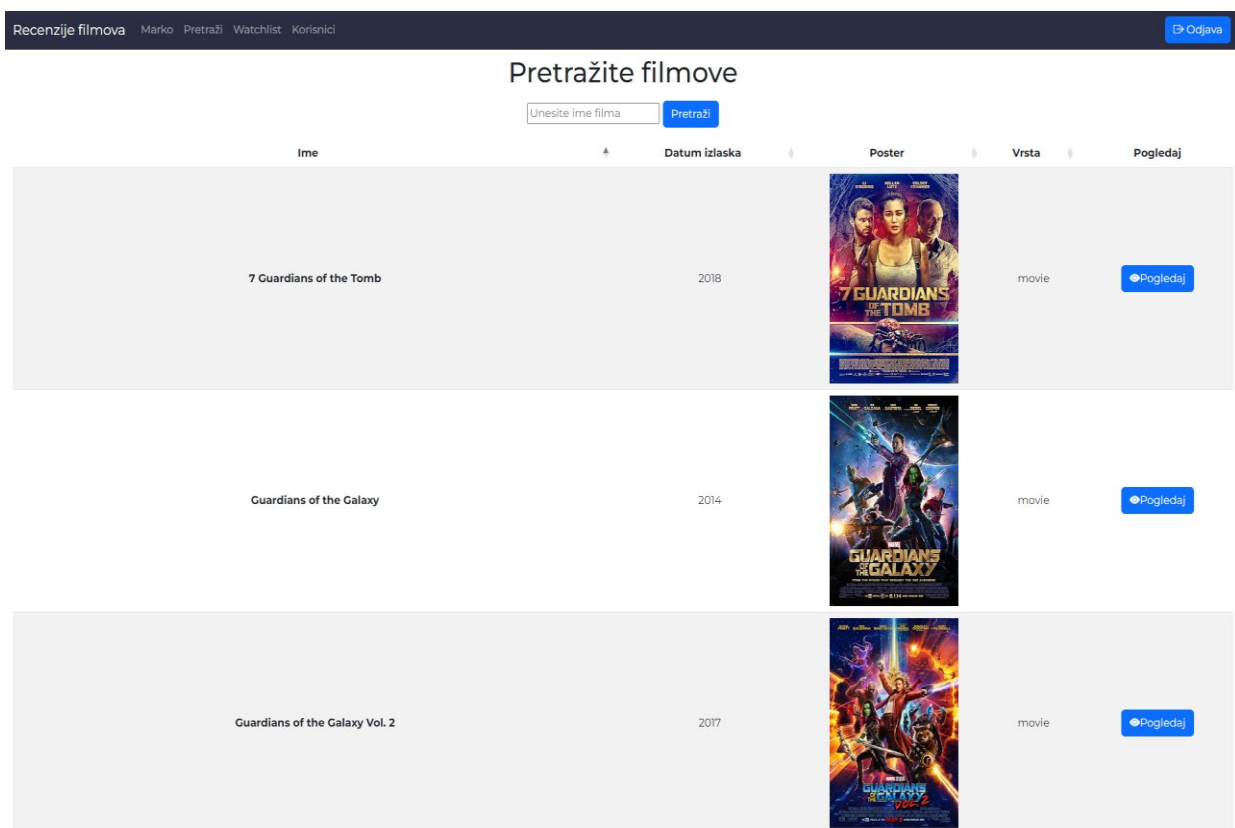 Recenzije filmova Marko Pretraži Watchlist Korisnici Odjava
Pretražite filmove
Unesite ime filma Pretraži
Ime Datum izlaska Poster Vrsta Pogledaj
7 GUARDIANS
OF
THE TOMB
7 Guardians of the Tomb 2018 movie Pogledaj
GUARDIANS
OF
THE GALAXY
Guardians of the Galaxy 2014 movie Pogledaj
GUARDIANS
OF
THE GALAXY
VOL. 2
Guardians of the Galaxy Vol. 2 2017 movie Pogledaj